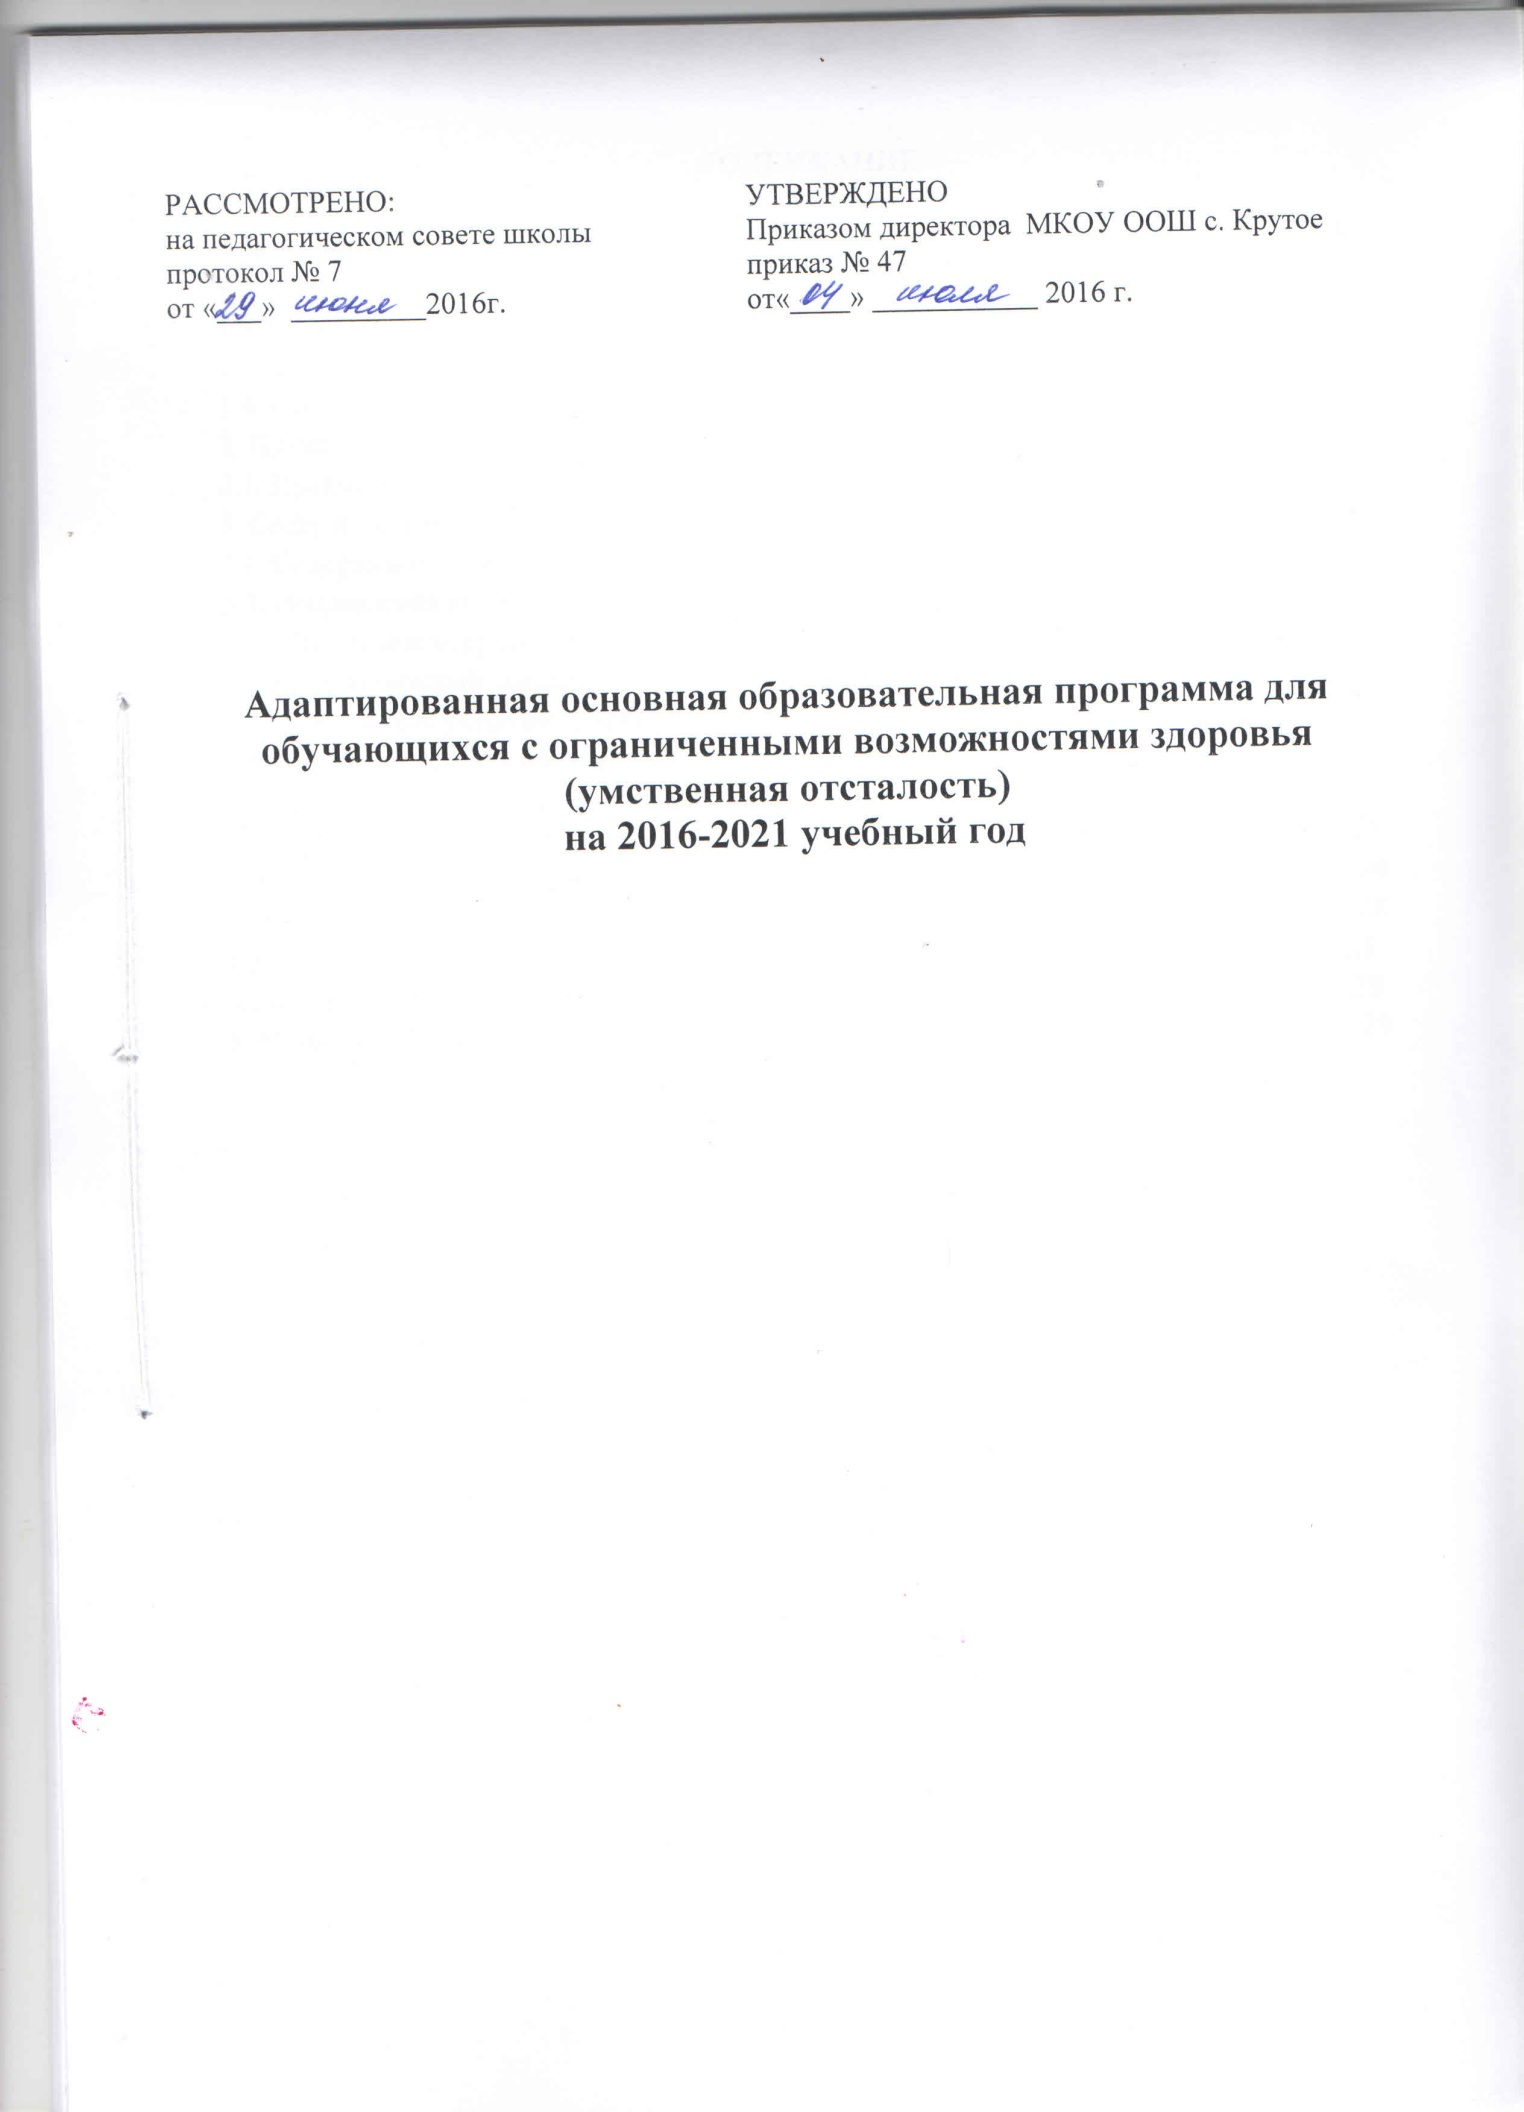 РАССМОТРЕНО:
на педагогическом совете школы
протокол № 7
от «29» июня 2016г.
УТВЕРЖДЕНО
Приказом директора МКОУ ООШ с. Крутое
приказ № 47
от«04» июля 2016 г.
Адаптированная основная образовательная программа для
обучающихся с ограниченными возможностями здоровья
(умственная отсталость)
на 2016-2021 учебный год